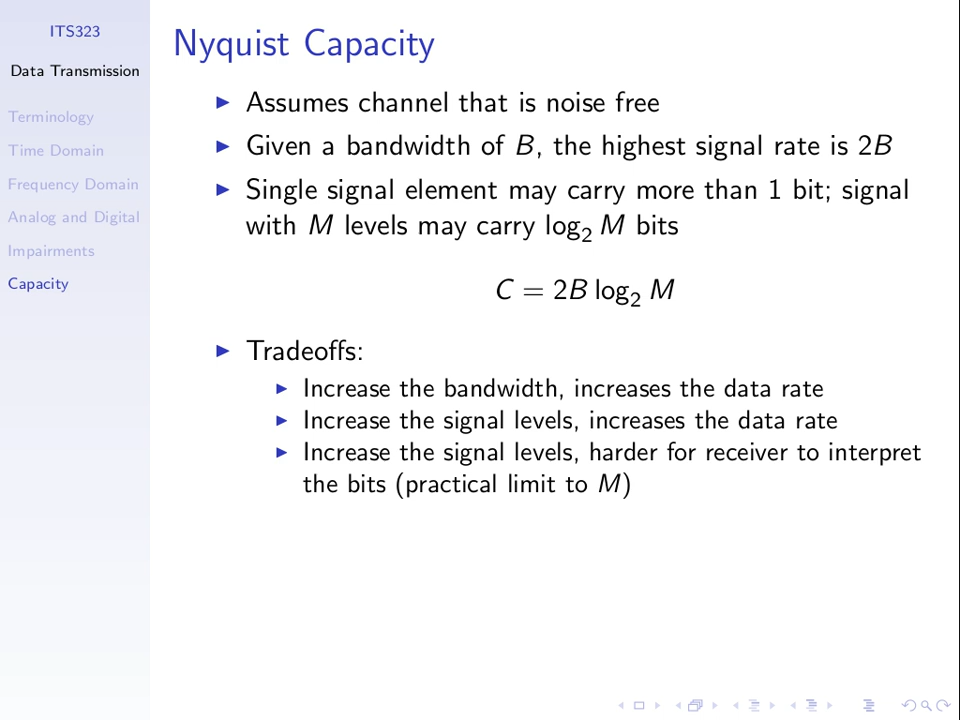 ITS323
Data Transmission
Terminology
Time Domain
Frequency Domain
Analog and Digital
Impairments
Capacity
Nyquist Capacity
Assumes channel that is noise free
Given a bandwidth of B, the highest signal rate is 2B
Single signal element may carry more than 1 bit; signal
with M levels may carry log₂ M bits
C = 2B log₂ M
Tradeoffs:
Increase the bandwidth, increases the data rate
Increase the signal levels, increases the data rate
Increase the signal levels, harder for receiver to interpret
the bits (practical limit to M)